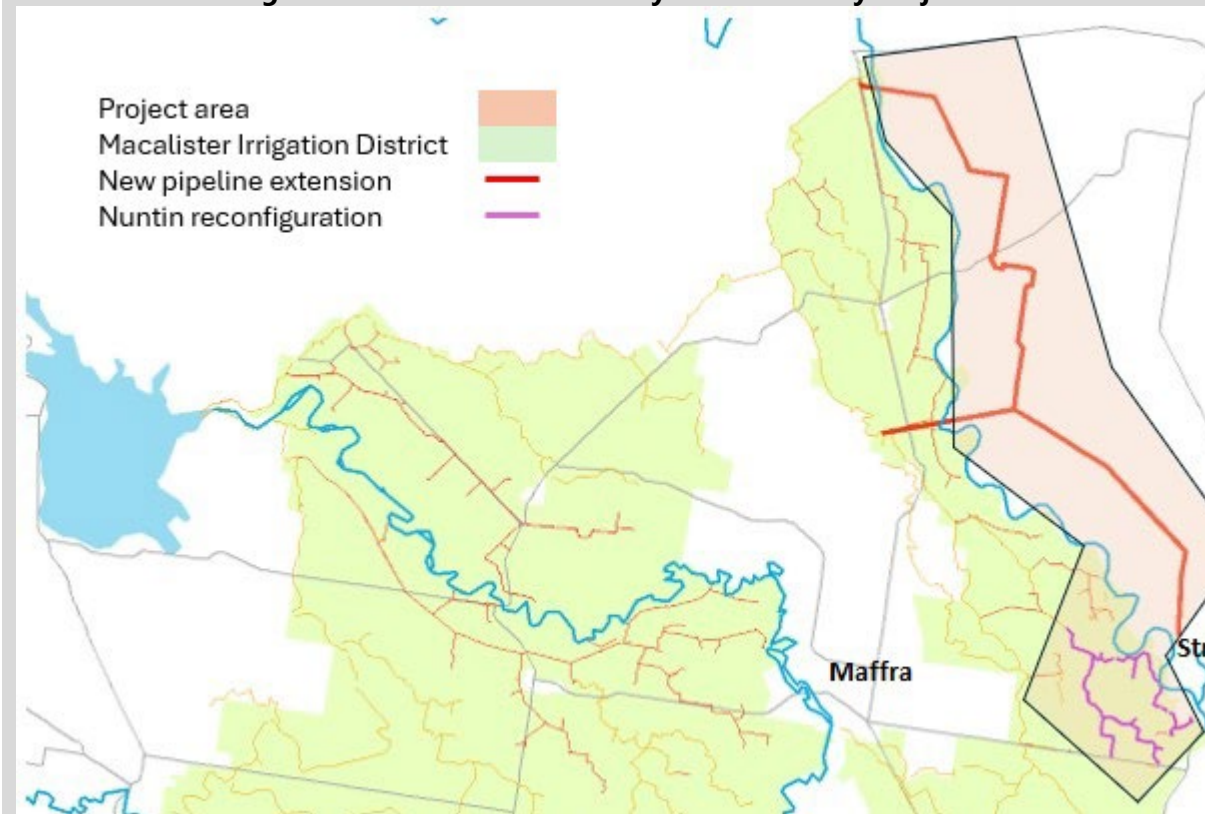 Project area
Macalister Irrigation District
New pipeline extension
Nuntin reconfiguration
Maffra